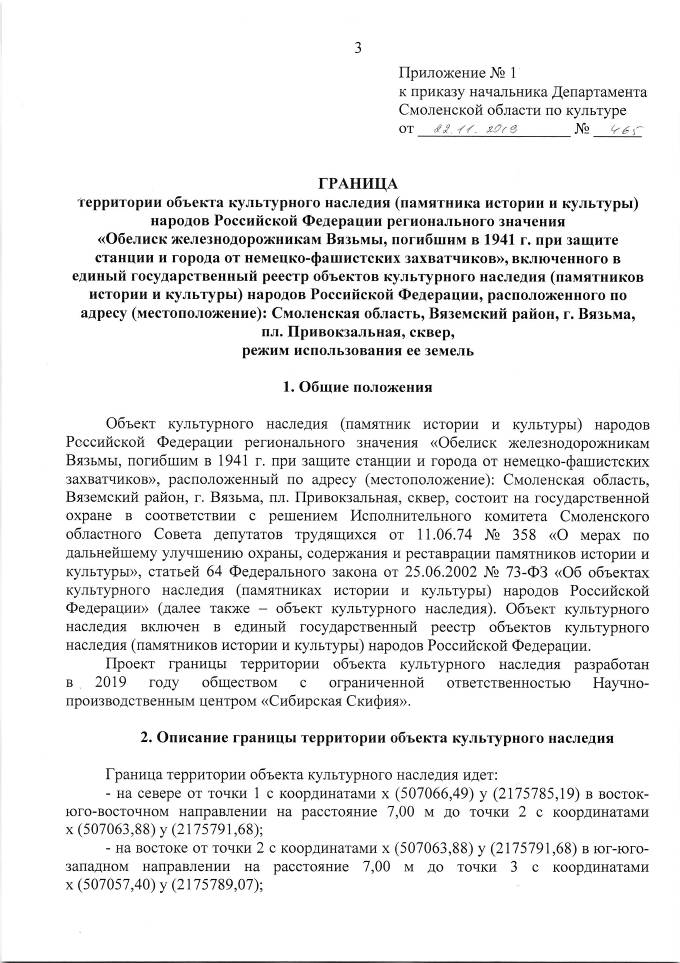 3
Приложение № 1
к приказу начальника Департамента
Смоленской области по культуре
от 22.11.2019 № 465
ГРАНИЦА
территории объекта культурного наследия (памятника истории и культуры)
народов Российской Федерации регионального значения
«Обелиск железнодорожникам Вязьмы, погибшим в 1941 г. при защите
станции и города от немецко-фашистских захватчиков», включенного в
единый государственный реестр объектов культурного наследия (памятников
истории и культуры) народов Российской Федерации, расположенного по
адресу (местоположение): Смоленская область, Вяземский район, г. Вязьма,
пл. Привокзальная, сквер,
режим использования ее земель
1. Общие положения
Объект культурного наследия (памятник истории и культуры) народов
Российской Федерации регионального значения «Обелиск железнодорожникам
Вязьмы, погибшим в 1941 г. при защите станции и города от немецко-фашистских
захватчиков», расположенный по адресу (местоположение): Смоленская область,
Вяземский район, г. Вязьма, пл. Привокзальная, сквер, состоит на государственной
охране в соответствии с решением Исполнительного комитета Смоленского
областного Совета депутатов трудящихся от 11.06.74 № 358 «О мерах по
дальнейшему улучшению охраны, содержания и реставрации памятников истории и
культуры», статьей 64 Федерального закона от 25.06.2002 № 73-ФЗ «Об объектах
культурного наследия (памятниках истории и культуры) народов Российской
Федерации» (далее также – объект культурного наследия). Объект культурного
наследия включен в единый государственный реестр объектов культурного
наследия (памятников истории и культуры) народов Российской Федерации.
Проект границы территории объекта культурного наследия разработан
в 2019 году обществом с ограниченной ответственностью Научно-
производственным центром «Сибирская Скифия».
2. Описание границы территории объекта культурного наследия
Граница территории объекта культурного наследия идет:
- на севере от точки 1 с координатами х (507066,49) у (2175785,19) в восток-
юго-восточном направлении на расстояние 7,00 м до точки 2 с координатами
х (507063,88) у (2175791,68);
- на востоке от точки 2 с координатами х (507063,88) у (2175791,68) в юг-юго-
западном направлении на расстояние 7,00 м до точки 3 с координатами
х (507057,40) у (2175789,07);